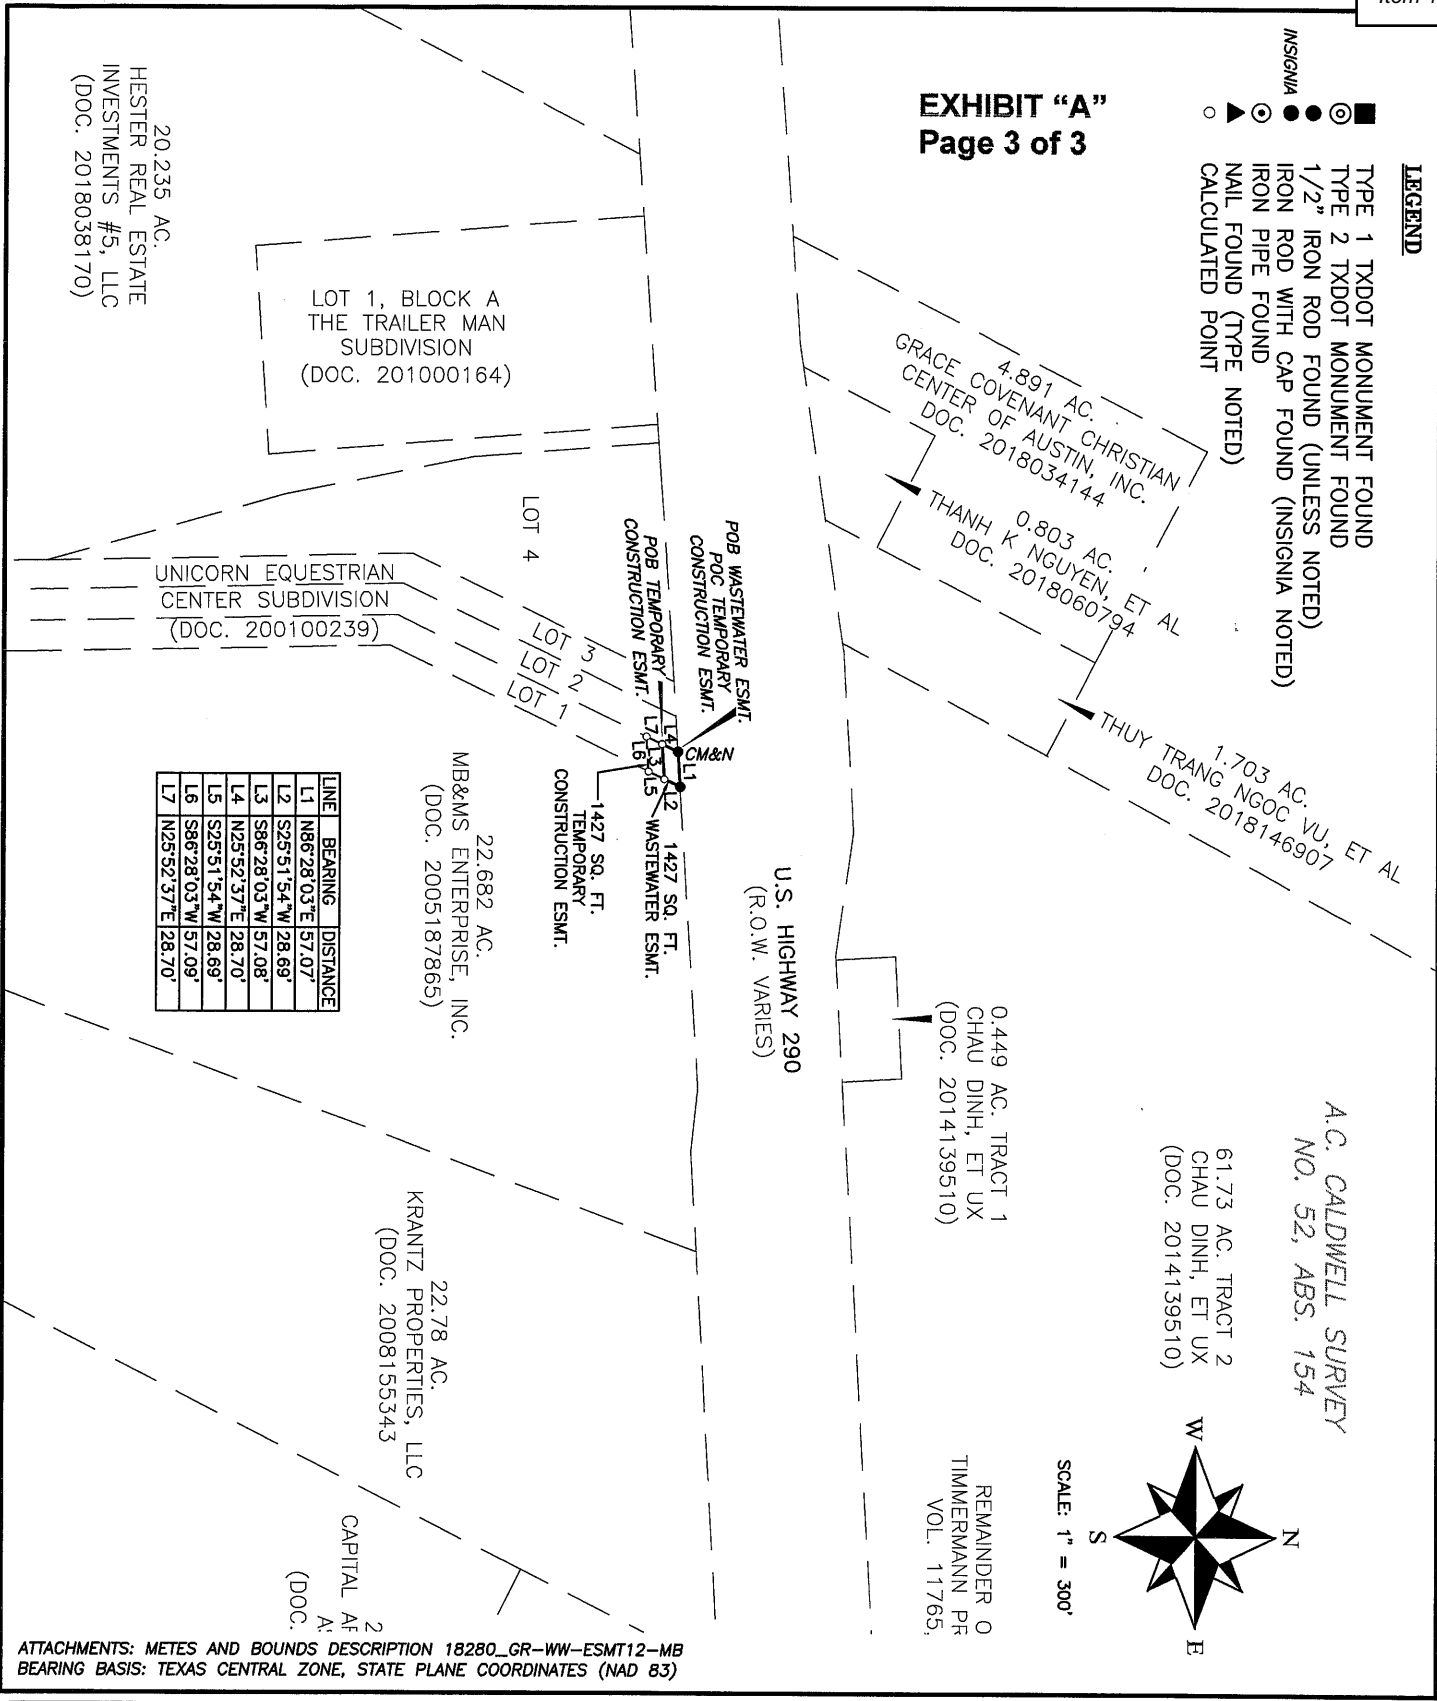 Item 1
EXHIBIT “A”
Page 3 of 3
LEGEND
TYPE 1 TXDOT MONUMENT FOUND
TYPE 2 TXDOT MONUMENT FOUND
1/2" IRON ROD FOUND (UNLESS NOTED)
INSIGNIA IRON ROD WITH CAP FOUND (INSIGNIA NOTED)
IRON PIPE FOUND
NAIL FOUND (TYPE NOTED)
CALCULATED POINT
20.235 AC.
HESTER REAL ESTATE
INVESTMENTS #5, LLC
(DOC. 2018038170)
LOT 1, BLOCK A
THE TRAILER MAN
SUBDIVISION
(DOC. 201000164)
4.891 AC.
GRACE COVENANT CHRISTIAN
CENTER OF AUSTIN, INC.
DOC. 2018034144
0.803 AC.
THANH K NGUYEN, ET AL
DOC. 2018060794
1.703 AC.
THUY TRANG NGOC VU, ET AL
DOC. 2018146907
LOT 4
UNICORN EQUESTRIAN
CENTER SUBDIVISION
(DOC. 200100239)
LOT 3
LOT 2
LOT 1
POB WASTEWATER ESMT.
POC TEMPORARY
CONSTRUCTION ESMT.
POB TEMPORARY
CONSTRUCTION ESMT.
CM&N
L1
L2
L3
L4
L5
L6
L7
1427 SQ. FT.
WASTEWATER ESMT.
1427 SQ. FT.
TEMPORARY
CONSTRUCTION ESMT.
22.682 AC.
MB&MS ENTERPRISE, INC.
(DOC. 2005187865)
LINE BEARING DISTANCE
L1 N86°28'03"E 57.07'
L2 S25°51'54"W 28.69'
L3 S86°28'03"W 57.08'
L4 N25°52'37"E 28.70'
L5 S25°51'54"W 28.69'
L6 S86°28'03"W 57.09'
L7 N25°52'37"E 28.70'
U.S. HIGHWAY 290
(R.O.W. VARIES)
0.449 AC. TRACT 1
CHAU DINH, ET UX
(DOC. 2014139510)
61.73 AC. TRACT 2
CHAU DINH, ET UX
(DOC. 2014139510)
A.C. CALDWELL SURVEY
NO. 52, ABS. 154
N
W
E
S
SCALE: 1" = 300'
REMAINDER O
TIMMERMANN PR
VOL. 11765,
22.78 AC.
KRANTZ PROPERTIES, LLC
(DOC. 2008155343
2
CAPITAL AF
A
(DOC.
ATTACHMENTS: METES AND BOUNDS DESCRIPTION 18280_GR-WW-ESMT12-MB
BEARING BASIS: TEXAS CENTRAL ZONE, STATE PLANE COORDINATES (NAD 83)